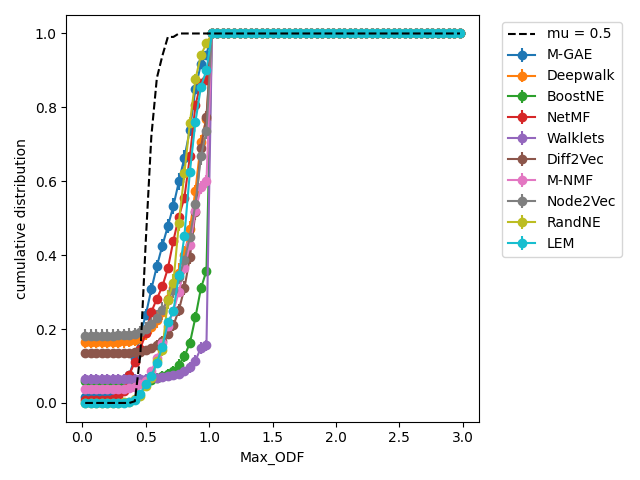 1.0
0.8
0.6
0.4
0.2
0.0
cumulative distribution
0.0 0.5 1.0 1.5 2.0 2.5 3.0
Max_ODF
mu = 0.5
M-GAE
Deepwalk
BoostNE
NetMF
Walklets
Diff2Vec
M-NMF
Node2Vec
RandNE
LEM